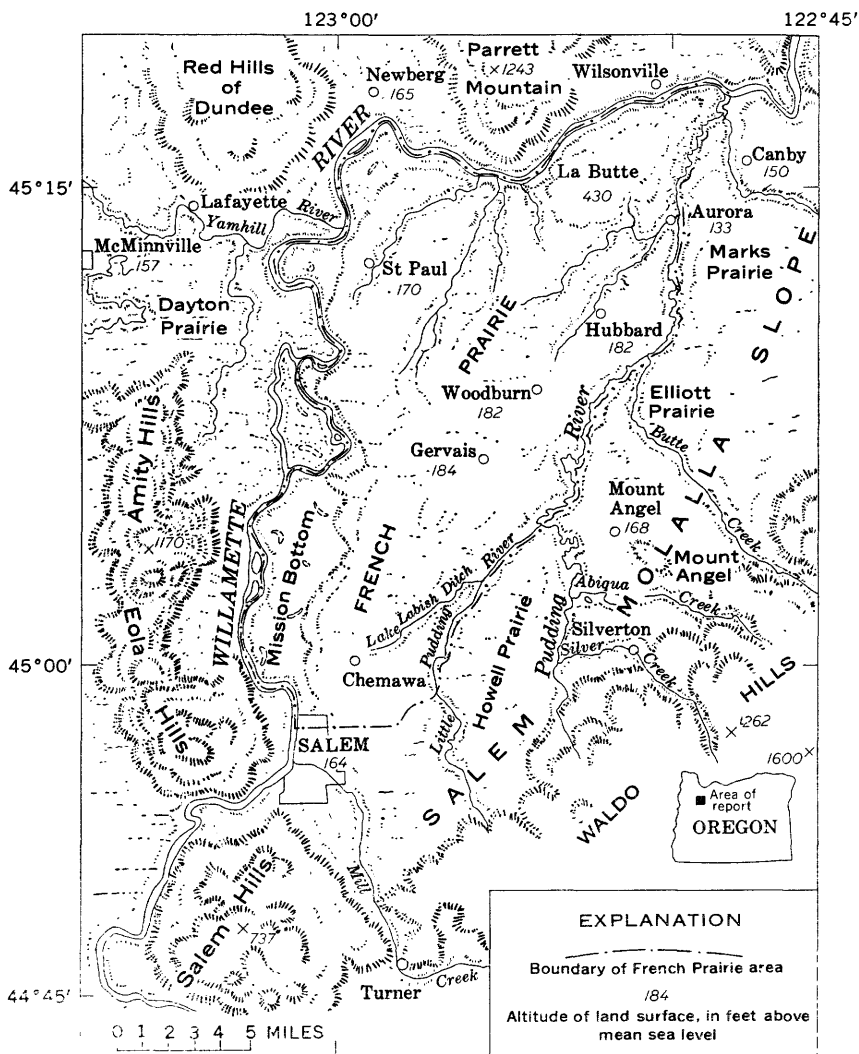 123°00'
122°45'
Red Hills
of
Dundee
Newberg
165
Parrett
×1243
Mountain
Wilsonville
RIVER
Canby
150
45°15'
La Butte
430
Lafayette
Yamhill River
Aurora
133
McMinnville
157
St Paul
170
Marks
Prairie
Dayton
Prairie
PRAIRIE
Hubbard
182
SLOPE
Woodburn
182
River
Elliott
Prairie
Butte
Creek
Amity Hills
Gervais
184
Mount
Angel
168
MOLALLA
1170
WILLAMETTE
Mission Bottom
FRENCH
Mount
Angel
Lake Labish Ditch
River
Pudding
Abiqua
Creek
Eola
Hills
Howell Prairie
Pudding
Silverton
Silver
Creek
45°00'
Chemawa
HILLS
1262
Little
1600×
SALEM
164
SALEM
WALDO
Area of
report
OREGON
Mill
Creek
Salem Hills
737
Turner
44°45'
0 1 2 3 4 5 MILES
EXPLANATION
Boundary of French Prairie area
184
Altitude of land surface, in feet above
mean sea level